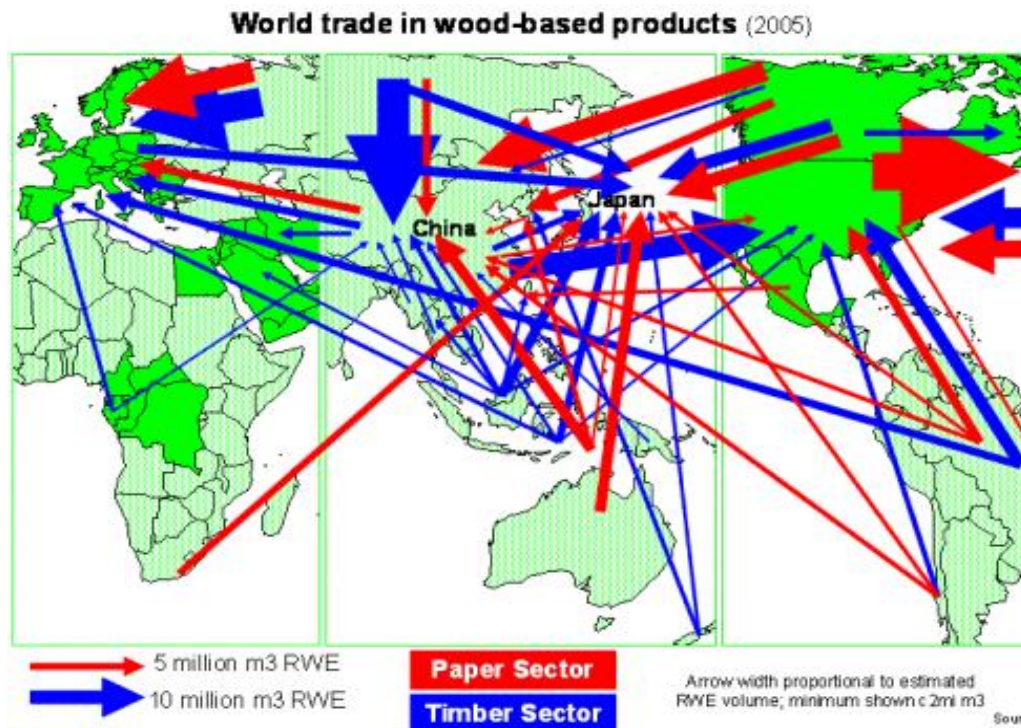 World trade in wood-based products (2005)
Japan
China
5 million m3 RWE
10 million m3 RWE
Paper Sector
Timber Sector
Arrow width proportional to estimated
RWE volume; minimum shown c 2mi m3